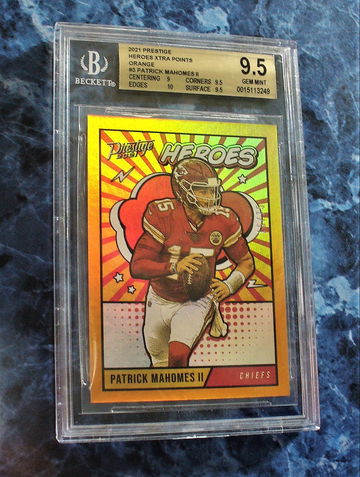 2021 PRESTIGE
HEROES XTRA POINTS
ORANGE
#3 PATRICK MAHOMES II
CENTERING 9 CORNERS 9.5
EDGES 10 SURFACE 9.5
9.5
GEM MINT
0015113249
B
BECKETT
Prestige
HEROES
15
15
PATRICK MAHOMES II
CHIEFS